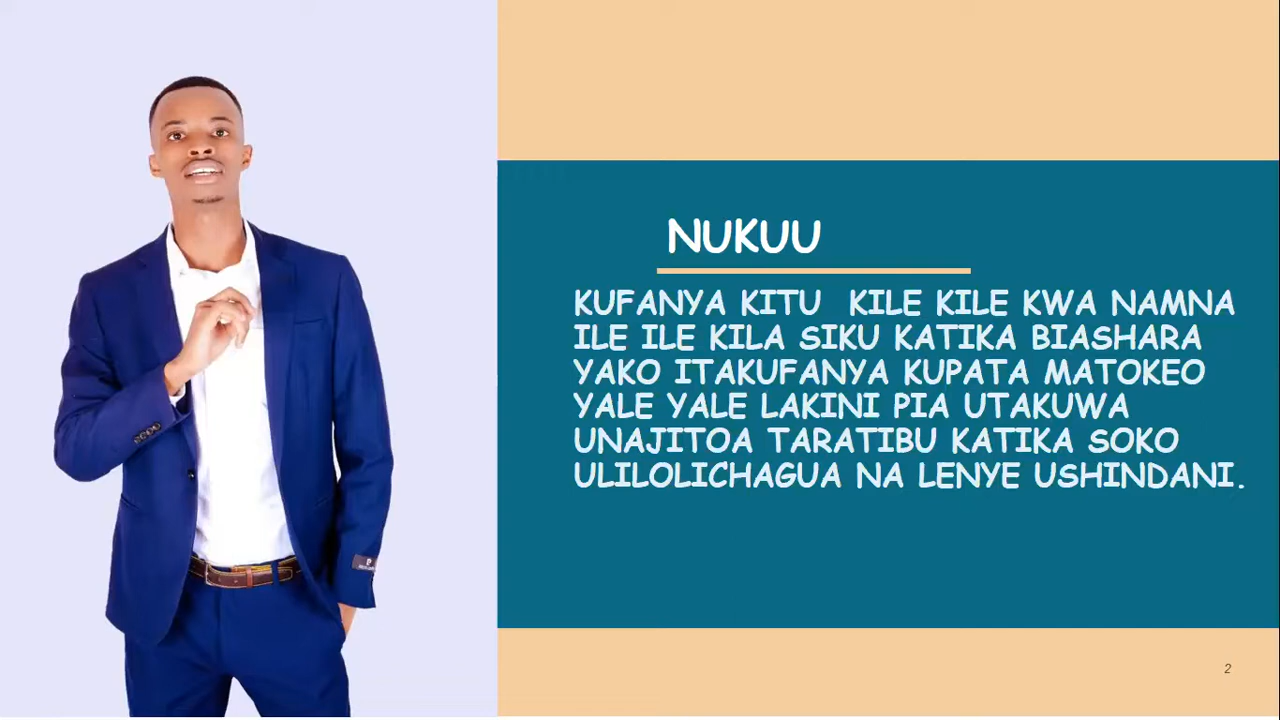 NUKUU
KUFANYA KITU KILE KILE KWA NAMNA
ILE ILE KILA SIKU KATIKA BIASHARA
YAKO ITAKUFANYA KUPATA MATOKEO
YALE YALE LAKINI PIA UTAKUWA
UNAJITOA TARATIBU KATIKA SOKO
ULILOLICHAGUA NA LENYE USHINDANI.
2